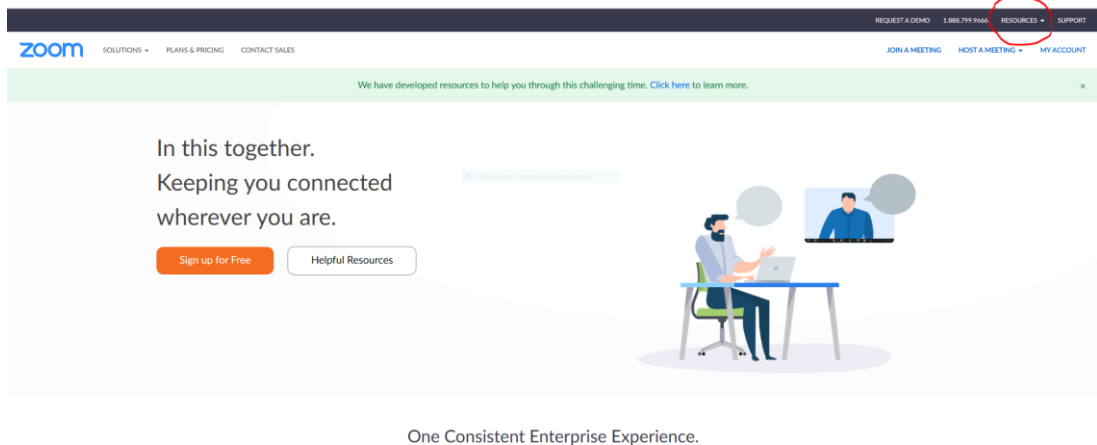 REQUEST A DEMO 1.888.799.9666 RESOURCES SUPPORT
zoom SOLUTIONS PLANS & PRICING CONTACT SALES JOIN A MEETING HOST A MEETING MY ACCOUNT
We have developed resources to help you through this challenging time. Click here to learn more. ×
In this together.
Keeping you connected
wherever you are.
Sign up for Free Helpful Resources
One Consistent Enterprise Experience.